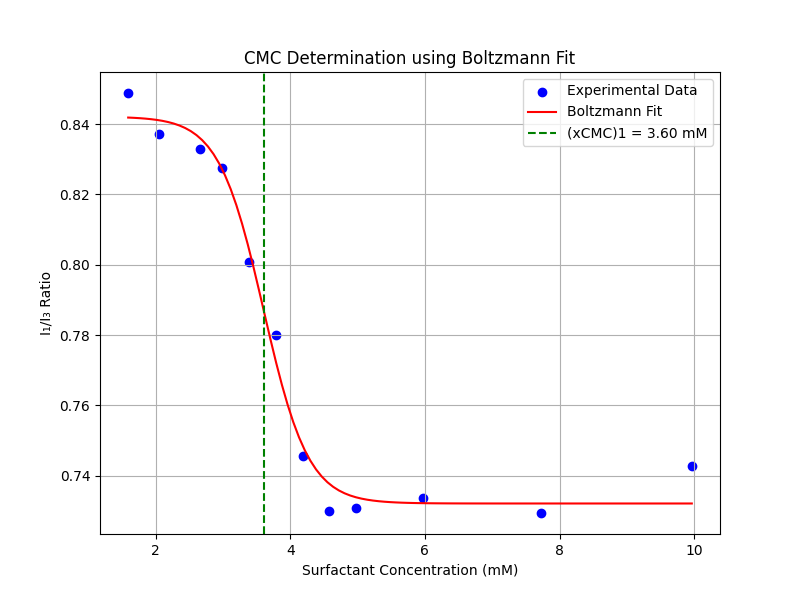 CMC Determination using Boltzmann Fit
Experimental Data
Boltzmann Fit
(xCMC)1 = 3.60 mM
0.84
0.82
0.80
0.78
0.76
0.74
I₁/I₃ Ratio
2 4 6 8 10
Surfactant Concentration (mM)